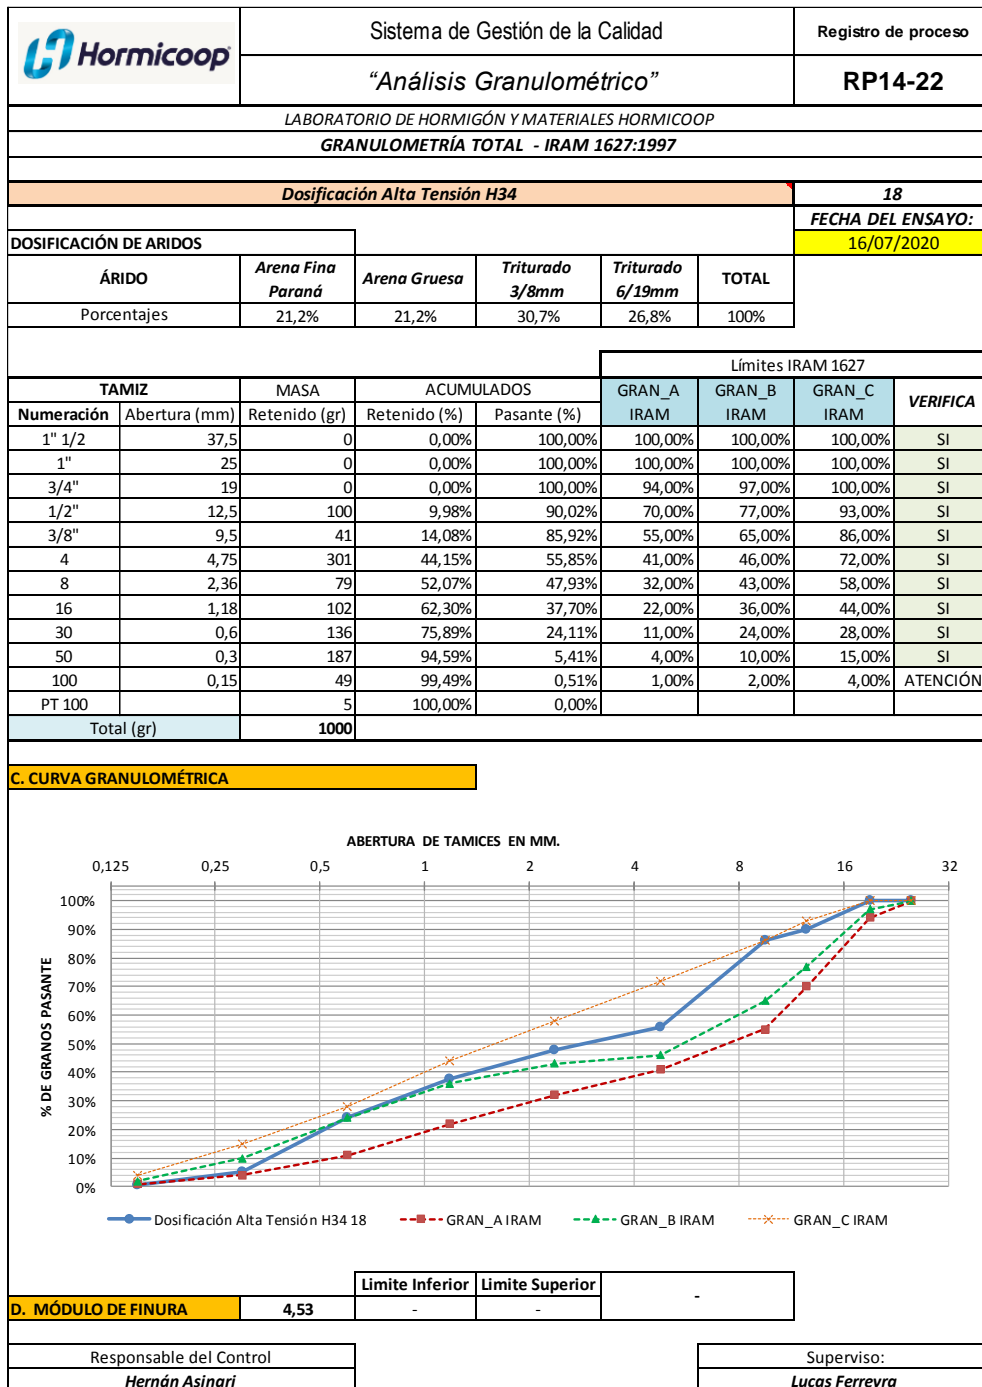 Hormicoop
Sistema de Gestión de la Calidad
Registro de proceso
"Análisis Granulométrico"
RP14-22
LABORATORIO DE HORMIGÓN Y MATERIALES HORMICOOP
GRANULOMETRÍA TOTAL - IRAM 1627:1997
Dosificación Alta Tensión H34 18
FECHA DEL ENSAYO:
DOSIFICACIÓN DE ARIDOS 16/07/2020
ÁRIDO Arena Fina Paraná Arena Gruesa Triturado 3/8mm Triturado 6/19mm TOTAL
Porcentajes 21,2% 21,2% 30,7% 26,8% 100%
Límites IRAM 1627
TAMIZ MASA ACUMULADOS GRAN_A IRAM GRAN_B IRAM GRAN_C IRAM VERIFICA
Numeración Abertura (mm) Retenido (gr) Retenido (%) Pasante (%)
1" 1/2 37,5 0 0,00% 100,00% 100,00% 100,00% 100,00% SI
1" 25 0 0,00% 100,00% 100,00% 100,00% 100,00% SI
3/4" 19 0 0,00% 100,00% 94,00% 97,00% 100,00% SI
1/2" 12,5 100 9,98% 90,02% 70,00% 77,00% 93,00% SI
3/8" 9,5 41 14,08% 85,92% 55,00% 65,00% 86,00% SI
4 4,75 301 44,15% 55,85% 41,00% 46,00% 72,00% SI
8 2,36 79 52,07% 47,93% 32,00% 43,00% 58,00% SI
16 1,18 102 62,30% 37,70% 22,00% 36,00% 44,00% SI
30 0,6 136 75,89% 24,11% 11,00% 24,00% 28,00% SI
50 0,3 187 94,59% 5,41% 4,00% 10,00% 15,00% SI
100 0,15 49 99,49% 0,51% 1,00% 2,00% 4,00% ATENCIÓN
PT 100 5 100,00% 0,00%
Total (gr) 1000
C. CURVA GRANULOMÉTRICA
ABERTURA DE TAMICES EN MM.
0,125 0,25 0,5 1 2 4 8 16 32
% DE GRANOS PASANTE
100%
90%
80%
70%
60%
50%
40%
30%
20%
10%
0%
Dosificación Alta Tensión H34 18 GRAN_A IRAM GRAN_B IRAM GRAN_C IRAM
Limite Inferior Limite Superior -
D. MÓDULO DE FINURA 4,53 - -
Responsable del Control Superviso:
Hernán Asinari Lucas Ferreyra